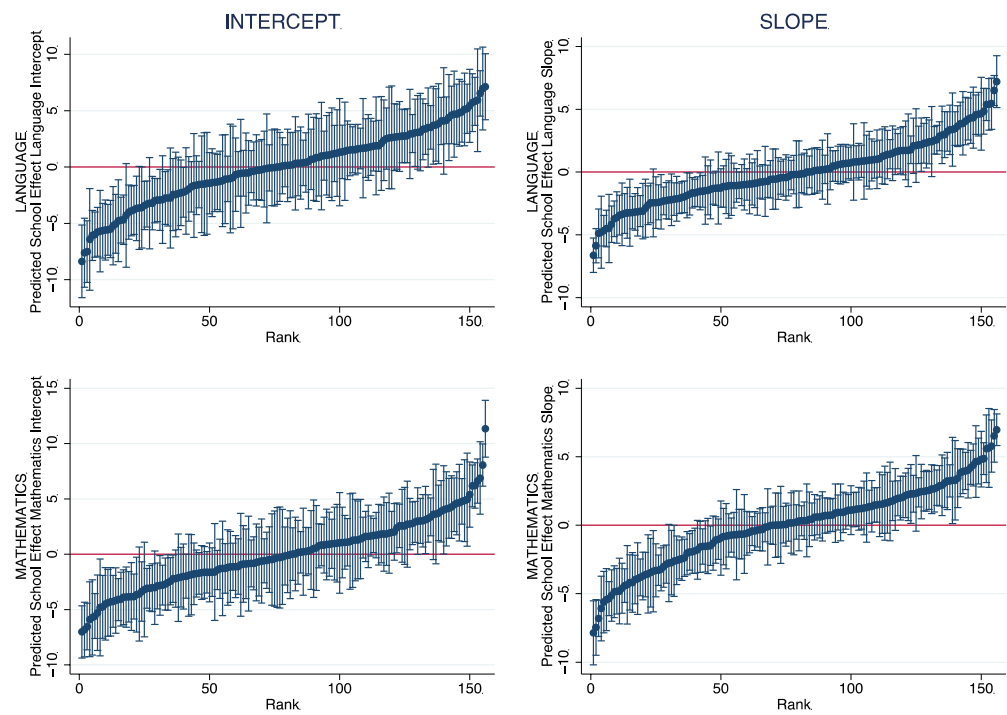 INTERCEPT
SLOPE
LANGUAGE
Predicted School Effect Language Intercept
10
5
0
−5
−10
0
50
100
150
Rank
LANGUAGE
Predicted School Effect Language Slope
10
5
0
−5
−10
0
50
100
150
Rank
MATHEMATICS
Predicted School Effect Mathematics Intercept
15
10
5
0
−5
−10
0
50
100
150
Rank
MATHEMATICS
Predicted School Effect Mathematics Slope
10
5
0
−5
−10
0
50
100
150
Rank